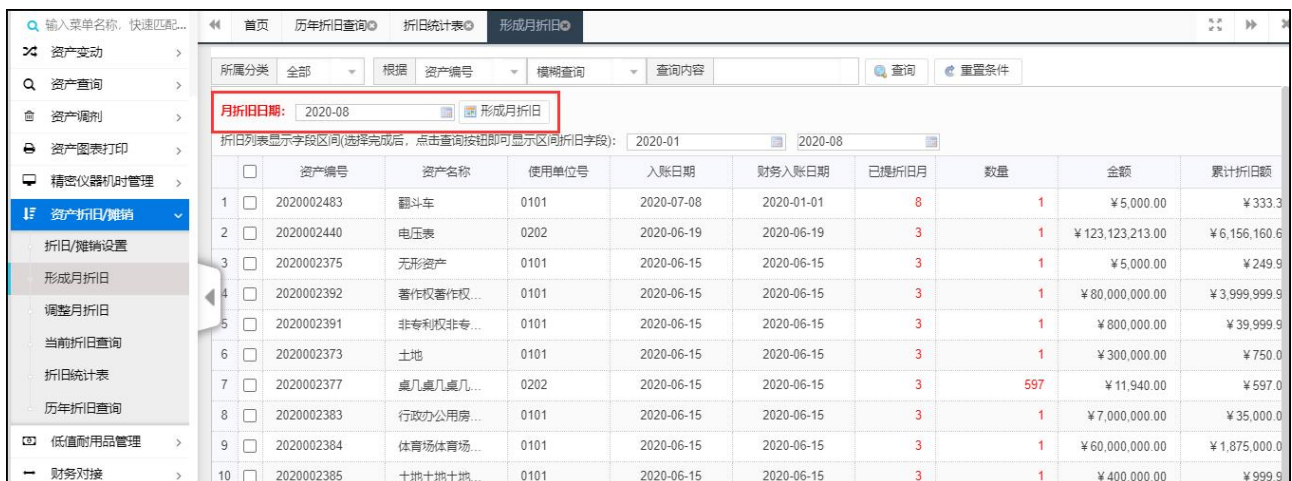 输入菜单名称，快速匹配...
首页 历年折旧查询 折旧统计表 形成月折旧
资产变动
资产查询
资产调剂
资产图表打印
精密仪器机时管理
资产折旧/摊销
折旧/摊销设置
形成月折旧
调整月折旧
当前折旧查询
折旧统计表
历年折旧查询
低值耐用品管理
财务对接
所属分类 全部 根据 资产编号 模糊查询 查询内容 查询 重置条件
月折旧日期： 2020-08 形成月折旧
折旧列表显示字段区间(选择完成后，点击查询按钮即可显示区间折旧字段)： 2020-01 2020-08
资产编号 资产名称 使用单位号 入账日期 财务入账日期 已提折旧月 数量 金额 累计折旧额
1 2020002483 翻斗车 0101 2020-07-08 2020-01-01 8 1 ¥5,000.00 ¥333.3
2 2020002440 电压表 0202 2020-06-19 2020-06-19 3 1 ¥123,123,213.00 ¥6,156,160.6
3 2020002375 无形资产 0101 2020-06-15 2020-06-15 3 1 ¥5,000.00 ¥249.9
4 2020002392 著作权著作权... 0101 2020-06-15 2020-06-15 3 1 ¥80,000,000.00 ¥3,999,999.9
5 2020002391 非专利权非专... 0101 2020-06-15 2020-06-15 3 1 ¥800,000.00 ¥39,999.9
6 2020002373 土地 0101 2020-06-15 2020-06-15 3 1 ¥300,000.00 ¥750.0
7 2020002377 桌几桌几桌几... 0202 2020-06-15 2020-06-15 3 597 ¥11,940.00 ¥597.0
8 2020002383 行政办公用房... 0101 2020-06-15 2020-06-15 3 1 ¥7,000,000.00 ¥35,000.0
9 2020002384 体育场体育场... 0101 2020-06-15 2020-06-15 3 1 ¥60,000,000.00 ¥1,875,000.0
10 2020002385 土地土地土地... 0101 2020-06-15 2020-06-15 3 1 ¥400,000.00 ¥999.9